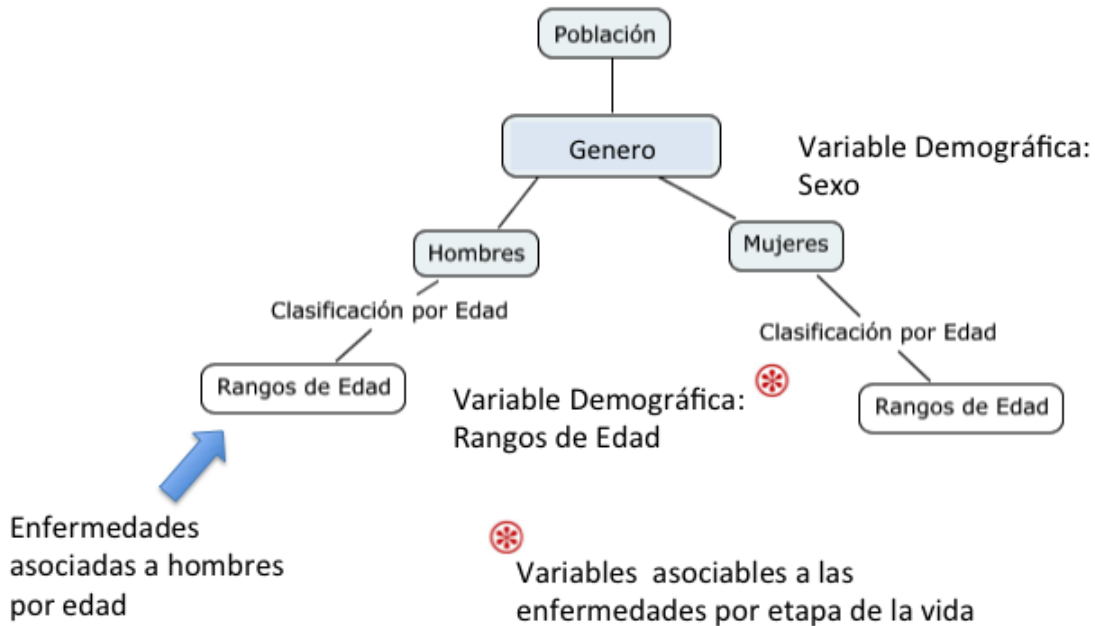 Población
Genero
Variable Demográfica:
Sexo
Hombres
Mujeres
Clasificación por Edad
Clasificación por Edad
Rangos de Edad
Variable Demográfica:
Rangos de Edad
Rangos de Edad
Enfermedades
asociadas a hombres
por edad
Variables asociables a las
enfermedades por etapa de la vida